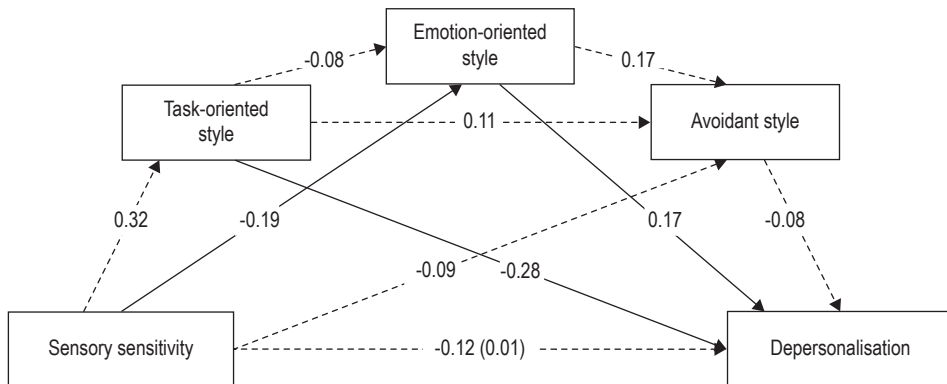 Emotion-oriented
style
-0.08
0.17
Task-oriented
style
0.11
Avoidant style
0.32
-0.19
0.17
-0.08
-0.09
-0.28
Sensory sensitivity
-0.12 (0.01)
Depersonalisation